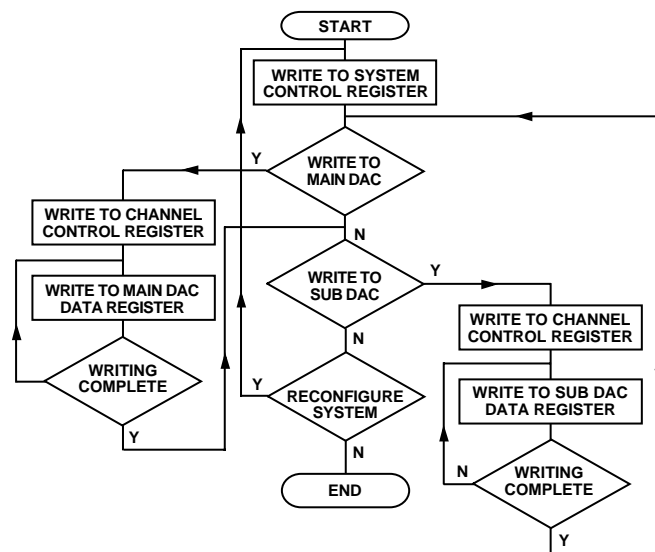 START
WRITE TO SYSTEM
CONTROL REGISTER
Y
WRITE TO
MAIN DAC
N
WRITE TO CHANNEL
CONTROL REGISTER
WRITE TO MAIN DAC
DATA REGISTER
WRITING
COMPLETE
Y
WRITE TO
SUB DAC
Y
N
WRITE TO CHANNEL
CONTROL REGISTER
WRITE TO SUB DAC
DATA REGISTER
N
WRITING
COMPLETE
Y
Y
RECONFIGURE
SYSTEM
N
END